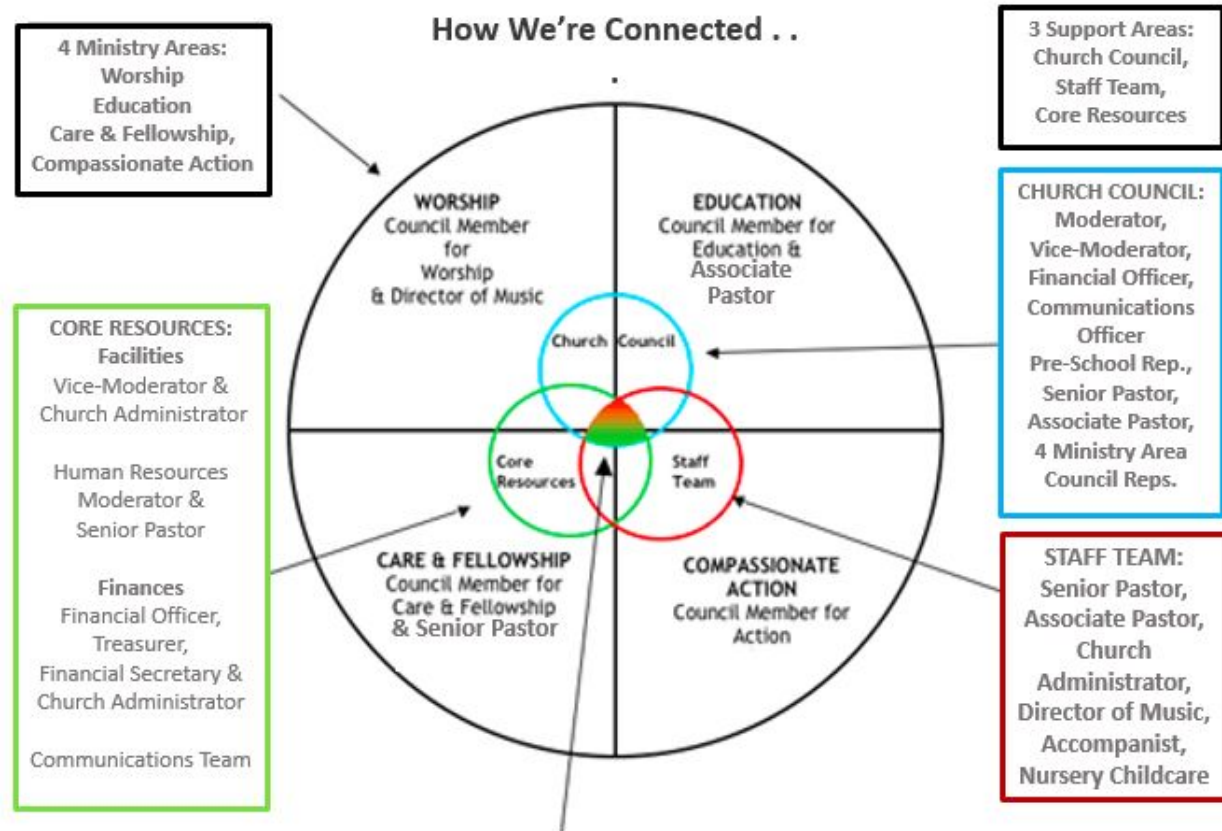 How We're Connected . .
.
4 Ministry Areas:
Worship
Education
Care & Fellowship,
Compassionate Action
3 Support Areas:
Church Council,
Staff Team,
Core Resources
WORSHIP
Council Member
for
Worship
& Director of Music
EDUCATION
Council Member for
Education &
Associate
Pastor
CHURCH COUNCIL:
Moderator,
Vice-Moderator,
Financial Officer,
Communications
Officer
Pre-School Rep.,
Senior Pastor,
Associate Pastor,
4 Ministry Area
Council Reps.
CORE RESOURCES:
Facilities
Vice-Moderator &
Church Administrator
Human Resources
Moderator &
Senior Pastor
Finances
Financial Officer,
Treasurer,
Financial Secretary &
Church Administrator
Communications Team
Church Council
Core
Resources
Staff
Team
CARE & FELLOWSHIP
Council Member for
Care & Fellowship
& Senior Pastor
COMPASSIONATE
ACTION
Council Member for
Action
STAFF TEAM:
Senior Pastor,
Associate Pastor,
Church
Administrator,
Director of Music,
Accompanist,
Nursery Childcare